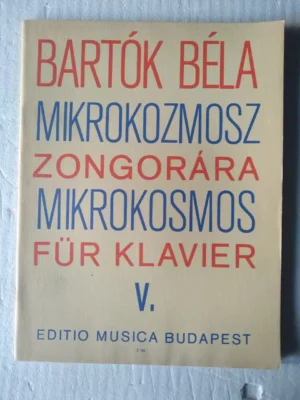 BARTÓK BÉLA
MIKROKOZMOSZ
ZONGORÁRA
MIKROKOSMOS
FÜR KLAVIER
V.
EDITIO MUSICA BUDAPEST